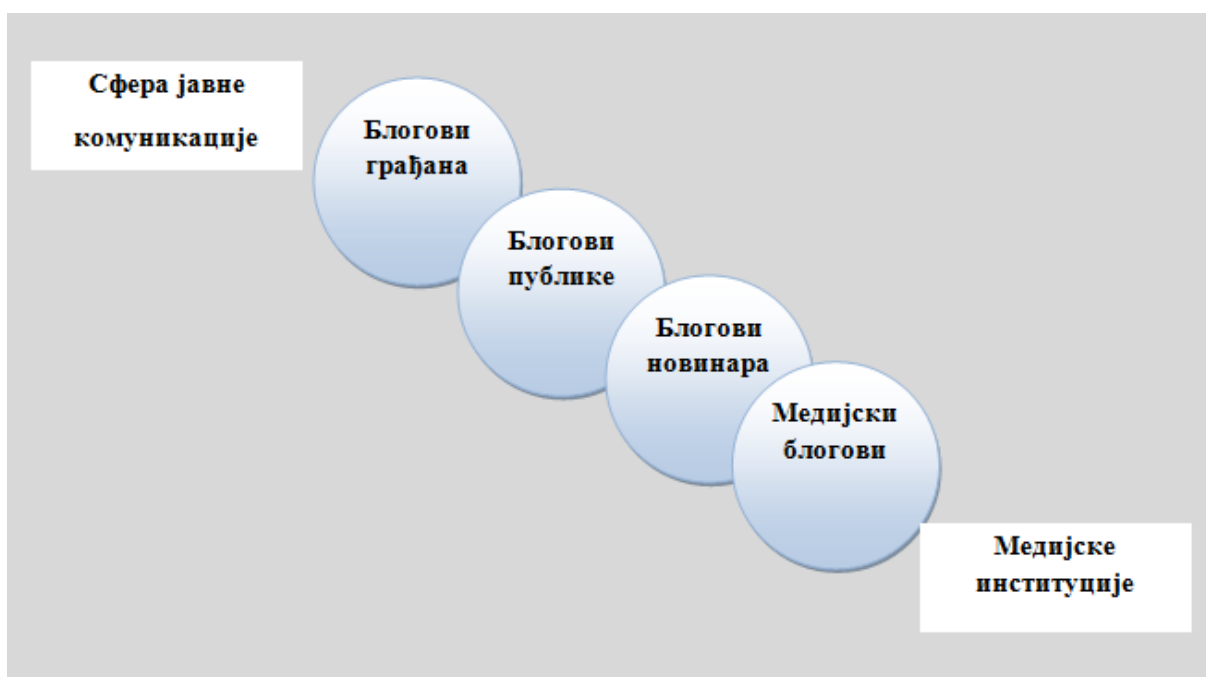 Сфера јавне
комуникације
Блогови
грађана
Блогови
публике
Блогови
новинара
Медијски
блогови
Медијске
институције